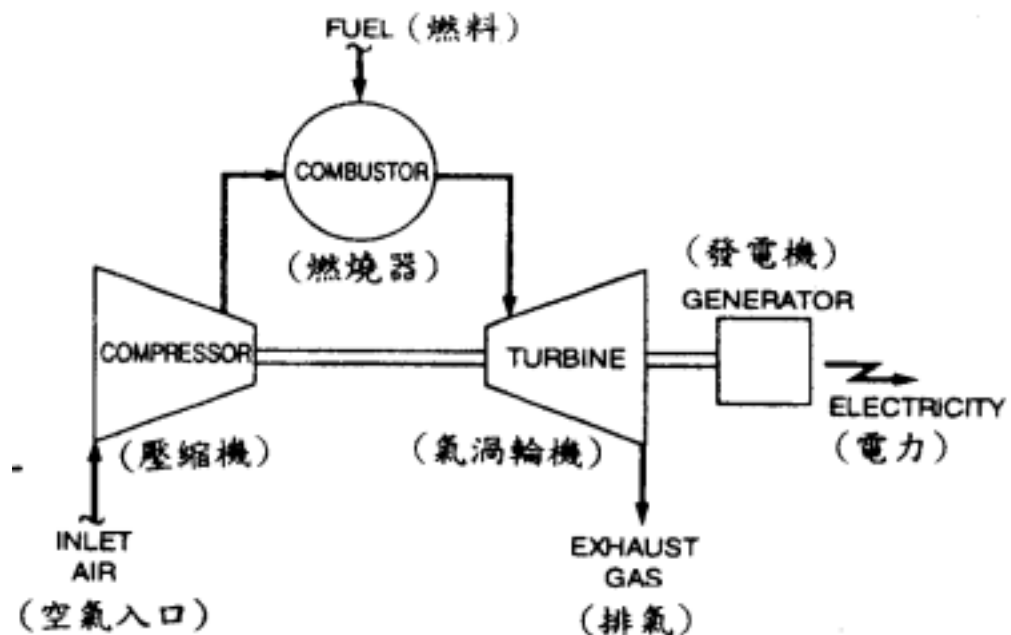 FUEL (燃料)
COMBUSTOR
(燃燒器)
(發電機)
GENERATOR
COMPRESSOR
TURBINE
ELECTRICITY
(電力)
(壓縮機)
(氣渦輪機)
INLET
AIR
(空氣入口)
EXHAUST
GAS
(排氣)